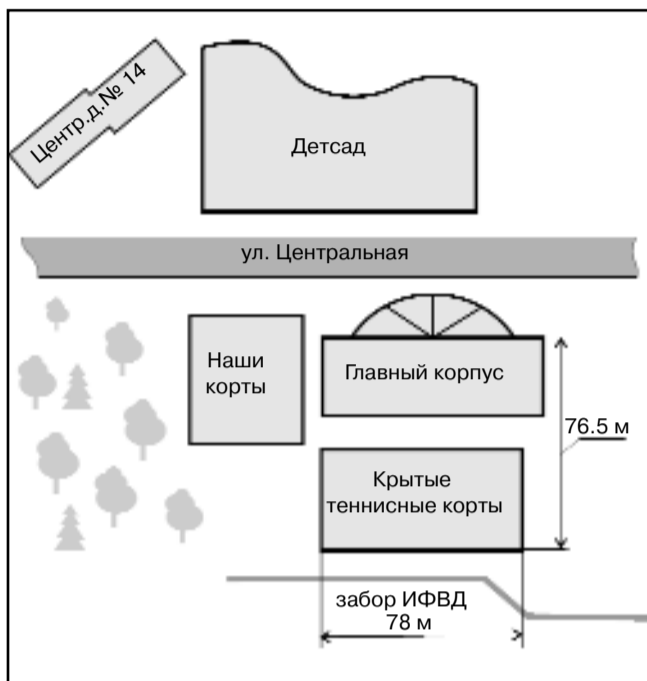 Центр.д.№ 14
Детсад
ул. Центральная
Наши
корты
Главный корпус
76.5 м
Крытые
теннисные корты
забор ИФВД
78 м